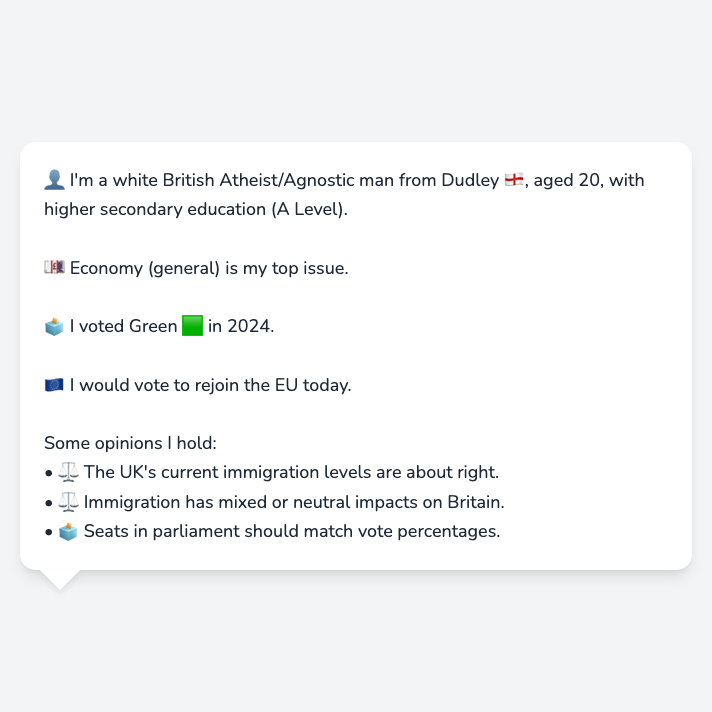 👤 I'm a white British Atheist/Agnostic man from Dudley 🏴󠁧󠁢󠁥󠁮󠁧󠁿, aged 20, with
higher secondary education (A Level).
💷 Economy (general) is my top issue.
🗳️ I voted Green 🟩 in 2024.
🇪🇺 I would vote to rejoin the EU today.
Some opinions I hold:
• ⚖️ The UK's current immigration levels are about right.
• ⚖️ Immigration has mixed or neutral impacts on Britain.
• 🗳️ Seats in parliament should match vote percentages.